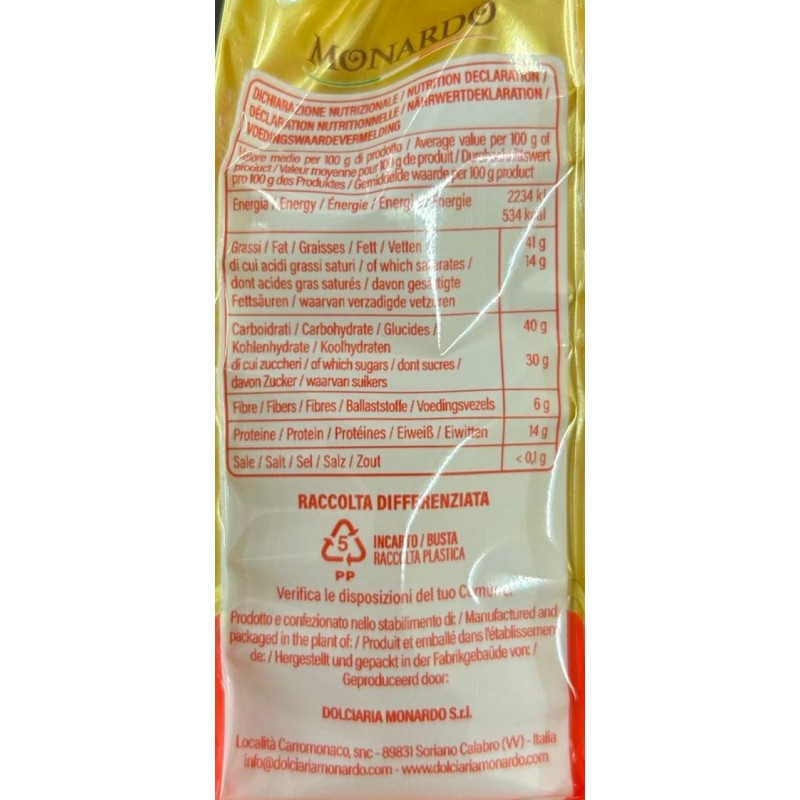 MONARDO
DICHIARAZIONE NUTRIZIONALE / NUTRITION DECLARATION /
DÉCLARATION NUTRITIONNELLE / NÄHRWERTDEKLARATION /
VOEDINGSWAARDEVERMELDING
Valore medio per 100 g di prodotto / Average value per 100 g of
product / Valeur moyenne pour 100 g de produit / Durchschnittswert
pro 100 g des Produktes / Gemiddelde waarde per 100 g product
Energia / Energy / Énergie / Energie / Energie 2234 kJ
534 kcal
Grassi / Fat / Graisses / Fett / Vetten 41 g
di cui acidi grassi saturi / of which saturates / 14 g
dont acides gras saturés / davon gesättigte
Fettsäuren / waarvan verzadigde vetzuren
Carboidrati / Carbohydrate / Glucides / 40 g
Kohlenhydrate / Koolhydraten
di cui zuccheri / of which sugars / dont sucres / 30 g
davon Zucker / waarvan suikers
Fibre / Fibers / Fibres / Ballaststoffe / Voedingsvezels 6 g
Proteine / Protein / Protéines / Eiweiß / Eiwitten 14 g
Sale / Salt / Sel / Salz / Zout < 0,1 g
RACCOLTA DIFFERENZIATA
5 INCARTO / BUSTA
RACCOLTA PLASTICA
PP
Verifica le disposizioni del tuo Comune.
Prodotto e confezionato nello stabilimento di: / Manufactured and
packaged in the plant of: / Produit et emballé dans l'établissement
de: / Hergestellt und gepackt in der Fabrikgebaüde von: /
Geproduceerd door:
DOLCIARIA MONARDO S.r.l.
Località Carromonaco, snc - 89831 Soriano Calabro (VV) - Italia
info@dolciariamonardo.com - www.dolciariamonardo.com